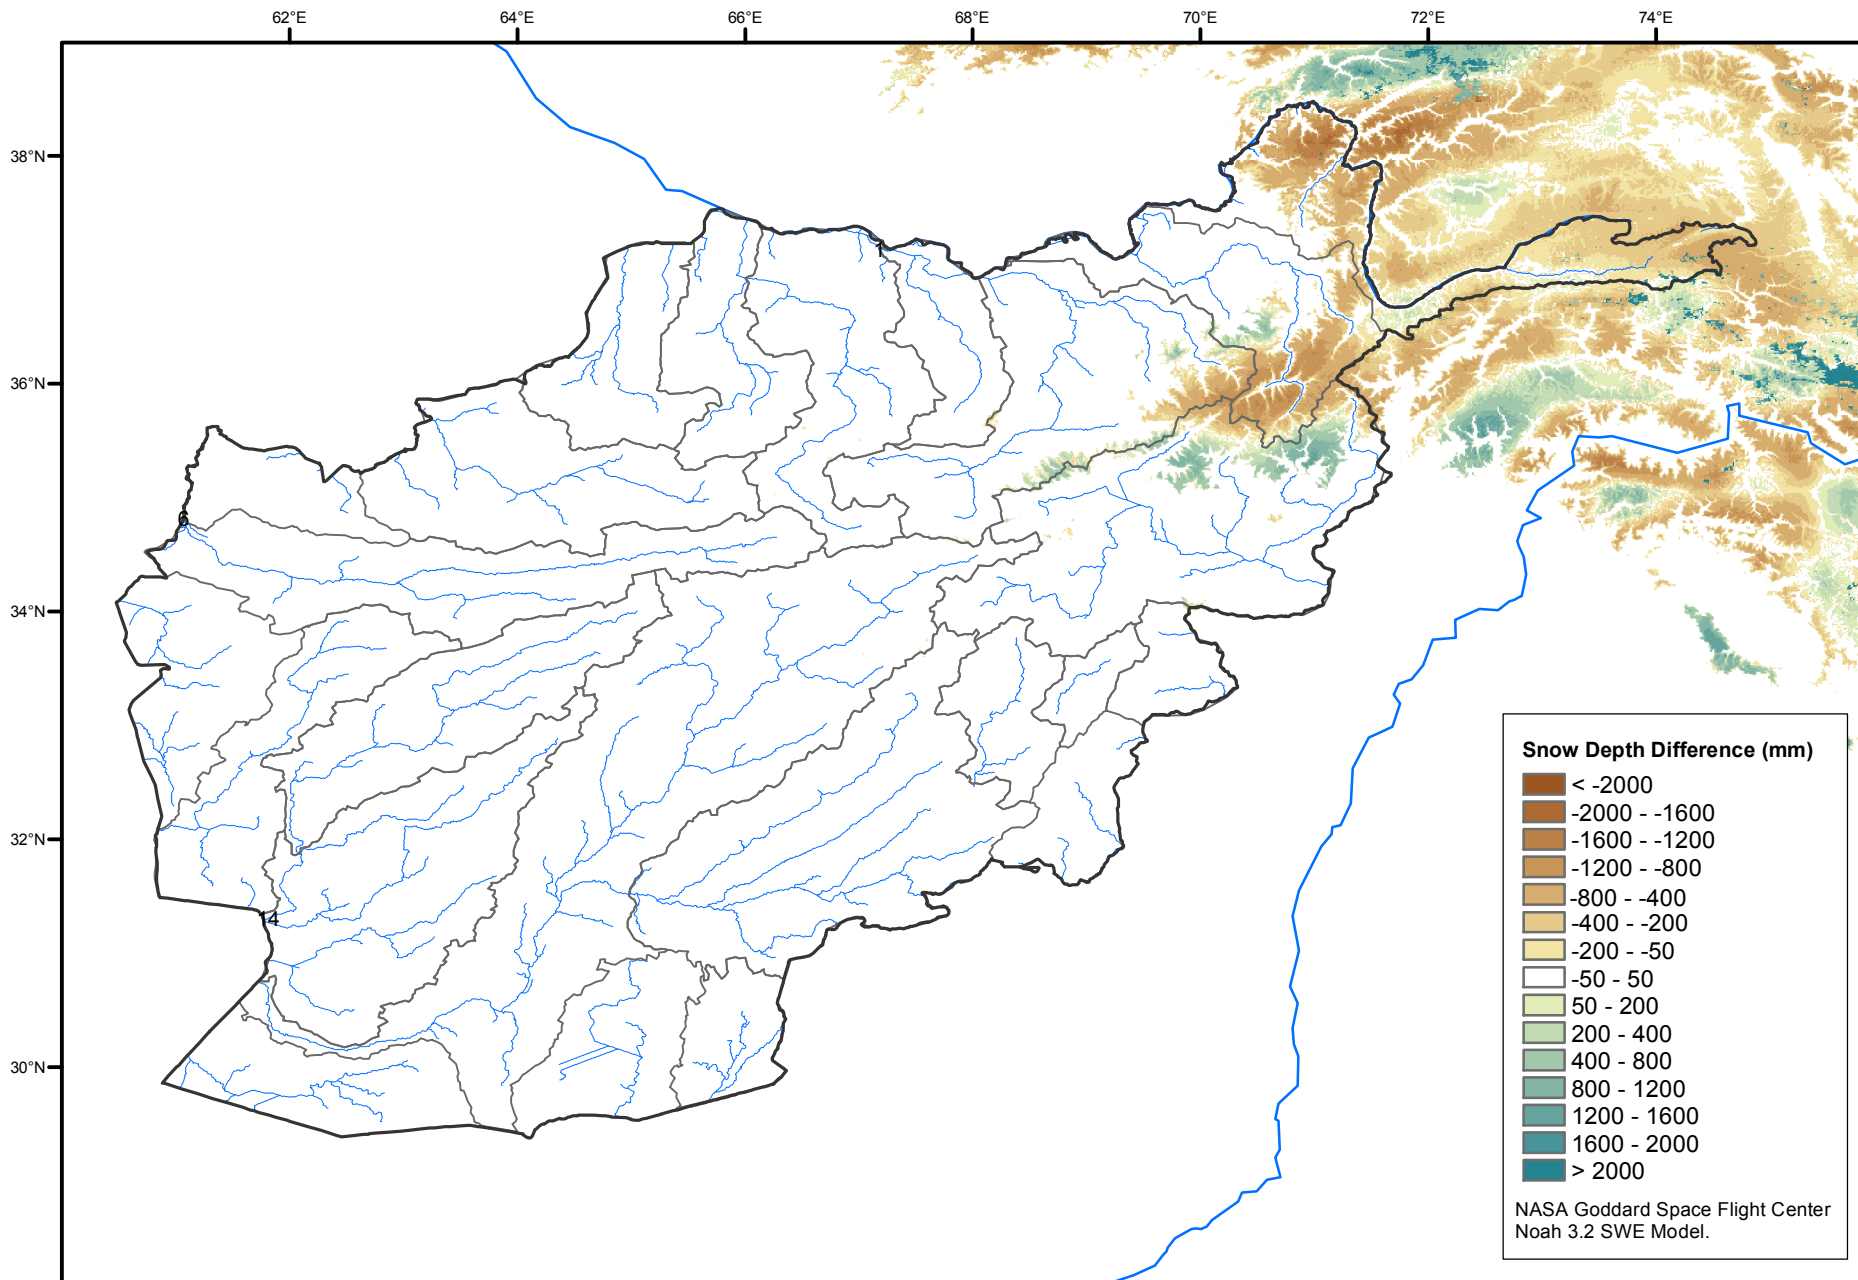 62°E 64°E 66°E 68°E 70°E 72°E 74°E
38°N
1
36°N
6
34°N
32°N
14
30°N
Snow Depth Difference (mm)
< -2000
-2000 - -1600
-1600 - -1200
-1200 - -800
-800 - -400
-400 - -200
-200 - -50
-50 - 50
50 - 200
200 - 400
400 - 800
800 - 1200
1200 - 1600
1600 - 2000
> 2000
NASA Goddard Space Flight Center
Noah 3.2 SWE Model.